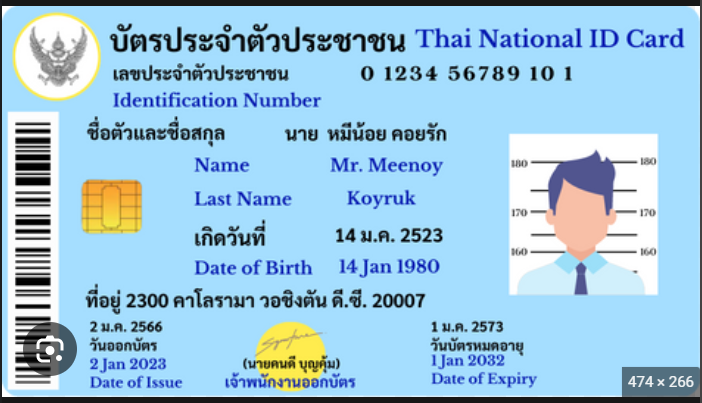 บัตรประจำตัวประชาชน Thai National ID Card
เลขประจำตัวประชาชน 0 1234 56789 10 1
Identification Number
ชื่อตัวและชื่อสกุล นาย หมีน้อย คอยรัก
Name Mr. Meenoy
Last Name Koyruk
เกิดวันที่ 14 ม.ค. 2523
Date of Birth 14 Jan 1980
ที่อยู่ 2300 คาโลรามา วอชิงตัน ดี.ซี. 20007
2 ม.ค. 2566
วันออกบัตร
2 Jan 2023
Date of Issue
(นายคนดี บุญคุ้ม)
เจ้าพนักงานออกบัตร
1 ม.ค. 2573
วันบัตรหมดอายุ
1 Jan 2032
Date of Expiry
180 180
170 170
160 160
474 × 266